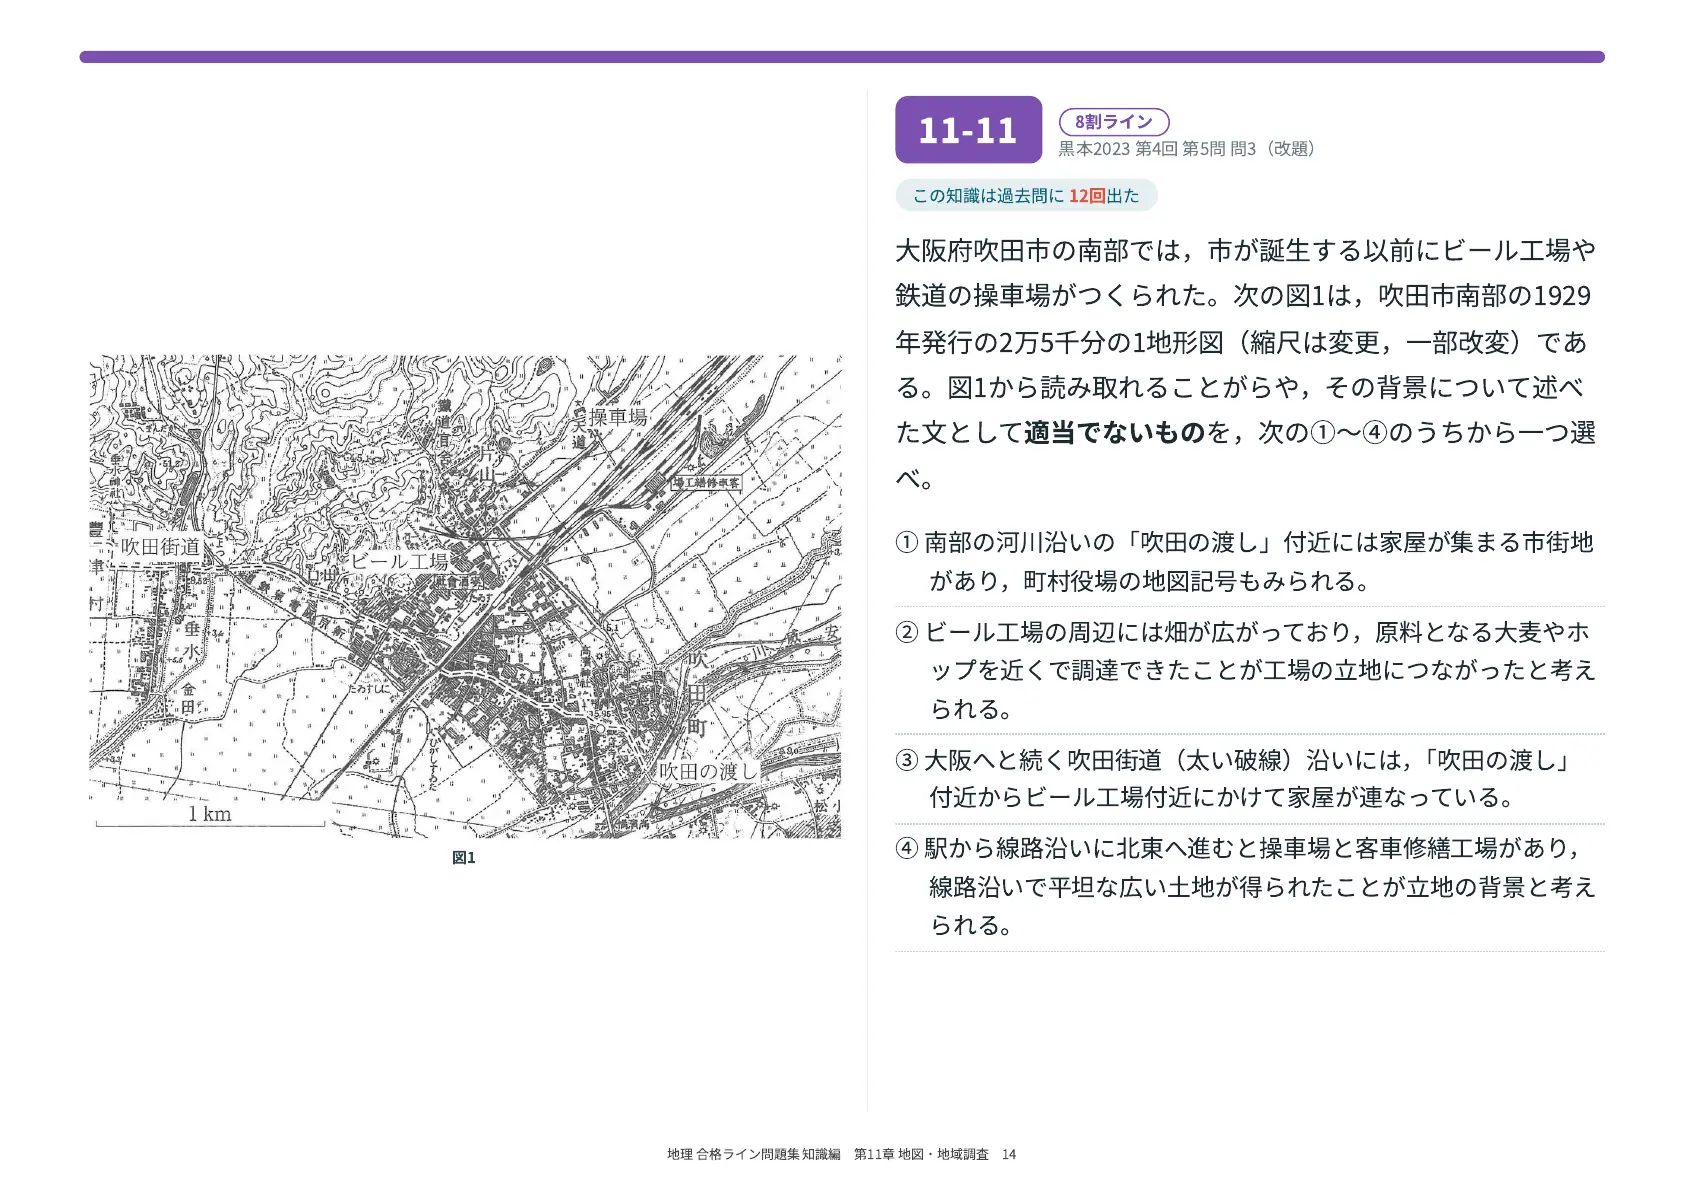 11-11
8割ライン
黒本2023 第4回 第5問 問3（改題）
この知識は過去問に 12回出た
大阪府吹田市の南部では，市が誕生する以前にビール工場や
鉄道の操車場がつくられた。次の図1は，吹田市南部の1929
年発行の2万5千分の1地形図（縮尺は変更，一部改変）であ
る。図1から読み取れることがらや，その背景について述べ
た文として適当でないものを，次の①～④のうちから一つ選
べ。
① 南部の河川沿いの「吹田の渡し」付近には家屋が集まる市街地
があり，町村役場の地図記号もみられる。
② ビール工場の周辺には畑が広がっており，原料となる大麦やホ
ップを近くで調達できたことが工場の立地につながったと考え
られる。
③ 大阪へと続く吹田街道（太い破線）沿いには，「吹田の渡し」
付近からビール工場付近にかけて家屋が連なっている。
④ 駅から線路沿いに北東へ進むと操車場と客車修繕工場があり，
線路沿いで平坦な広い土地が得られたことが立地の背景と考え
られる。
操車場
片山
場工繕修車客
吹田街道
ビール工場
垂水
金田
吹田町
吹田の渡し
1 km
図1
地理 合格ライン問題集 知識編　第11章 地図・地域調査　14